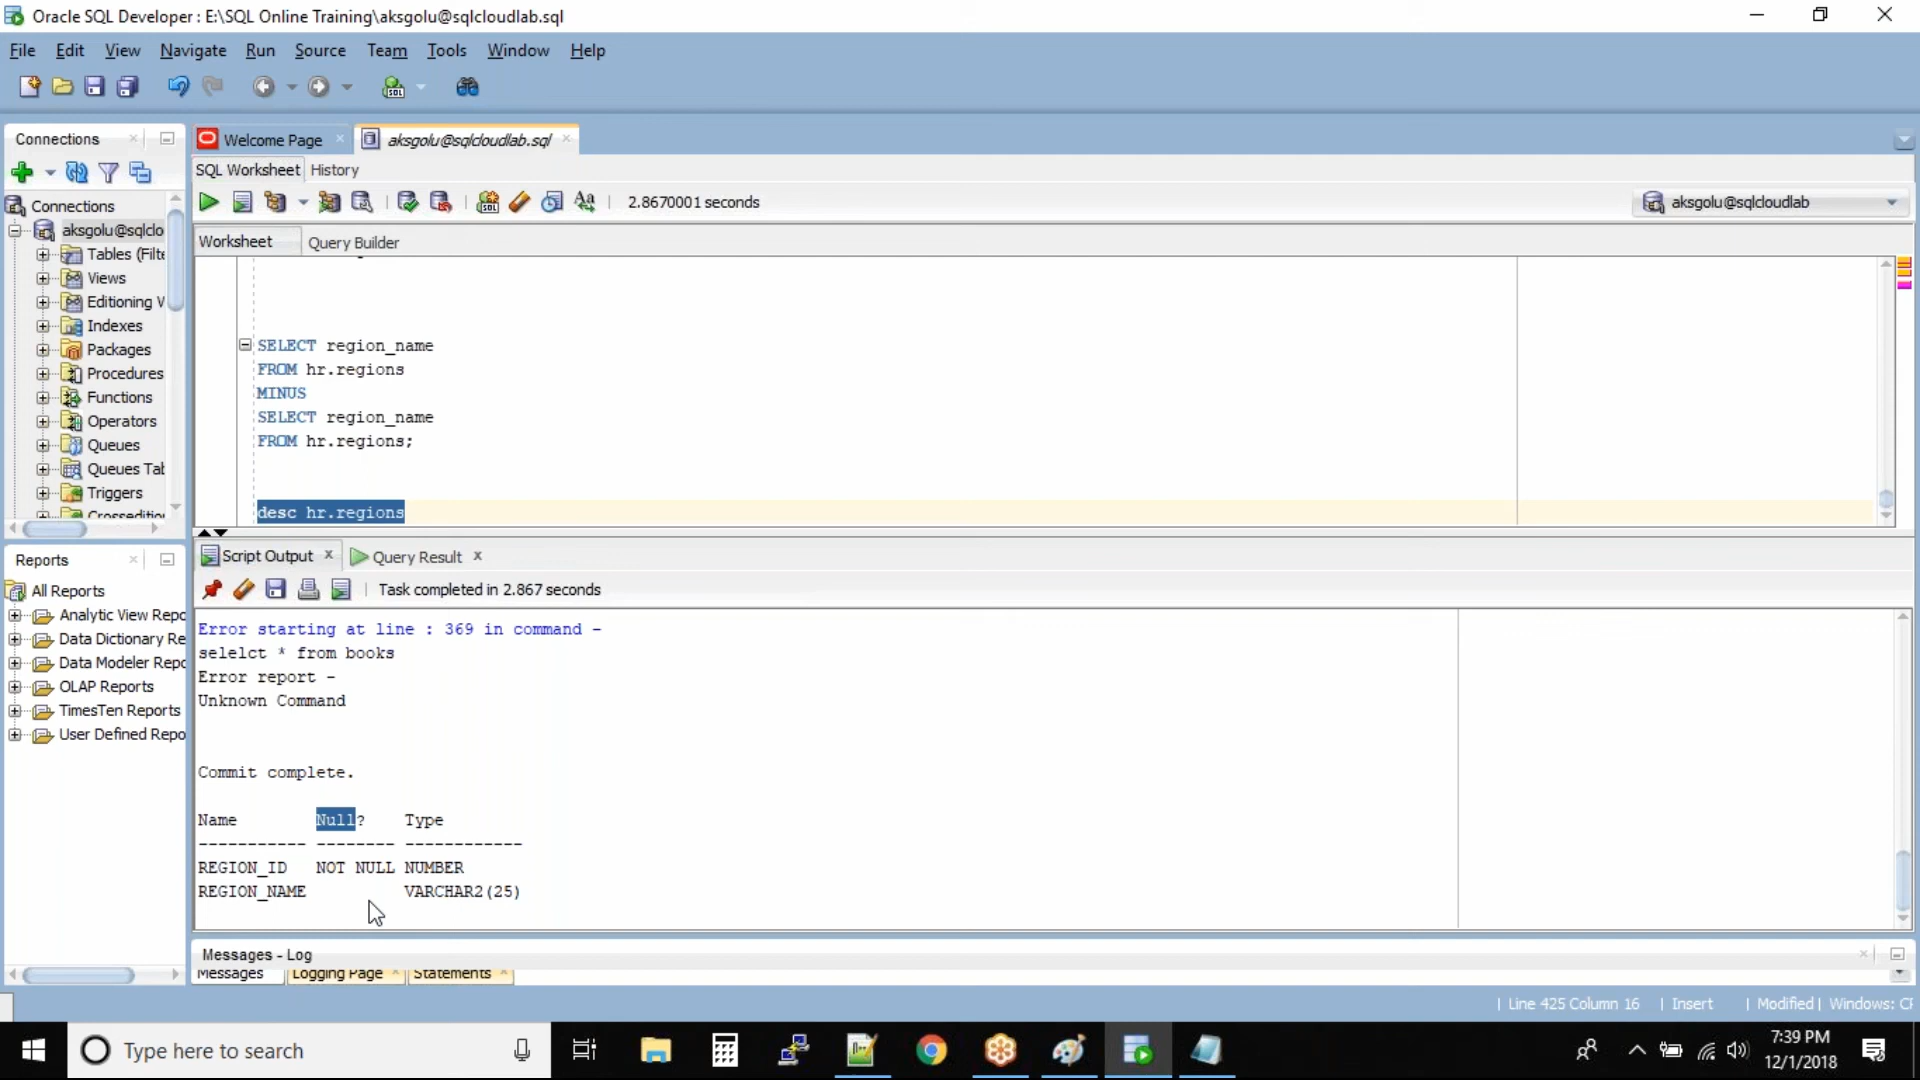 Oracle SQL Developer : E:\SQL Online Training\aksgolu@sqlcloudlab.sql
File Edit View Navigate Run Source Team Tools Window Help
Connections
Welcome Page
aksgolu@sqlcloudlab.sql
SQL Worksheet History
2.8670001 seconds
aksgolu@sqlcloudlab
Connections
aksgolu@sqlclo
Tables (Filte
Views
Editioning V
Indexes
Packages
Procedures
Functions
Operators
Queues
Queues Tab
Triggers
Crossedition
Worksheet Query Builder
SELECT region_name
FROM hr.regions
MINUS
SELECT region_name
FROM hr.regions;
desc hr.regions
Reports
All Reports
Analytic View Repo
Data Dictionary Re
Data Modeler Repo
OLAP Reports
TimesTen Reports
User Defined Repo
Script Output Query Result
Task completed in 2.867 seconds
Error starting at line : 369 in command -
selelct * from books
Error report -
Unknown Command
Commit complete.
Name Null? Type
----------- -------- ------------
REGION_ID NOT NULL NUMBER
REGION_NAME VARCHAR2(25)
Messages - Log
Messages Logging Page Statements
Line 425 Column 16 | Insert | Modified | Windows: CF
Type here to search
7:39 PM
12/1/2018